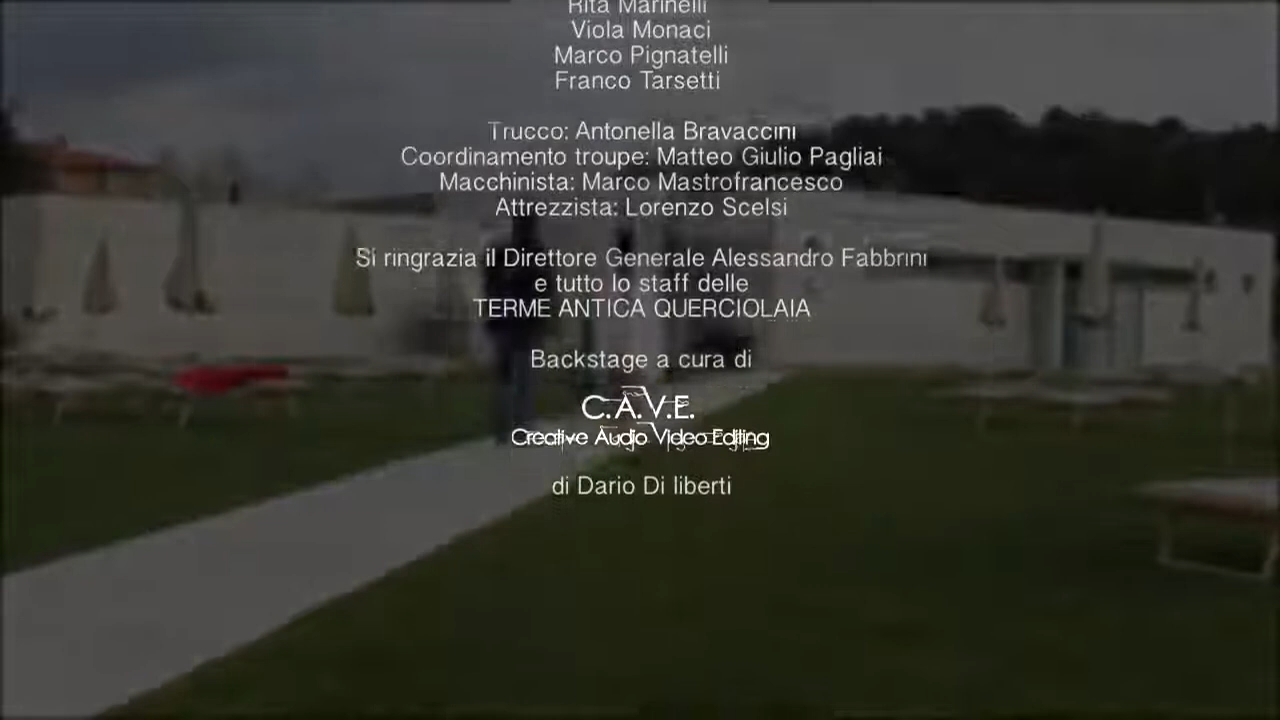 Rita Marinelli
Viola Monaci
Marco Pignatelli
Franco Tarsetti
Trucco: Antonella Bravaccini
Coordinamento troupe: Matteo Giulio Pagliai
Macchinista: Marco Mastrofrancesco
Attrezzista: Lorenzo Scelsi
Si ringrazia il Direttore Generale Alessandro Fabbrini
e tutto lo staff delle
TERME ANTICA QUERCIOLAIA
Backstage a cura di
C.A.V.E.
Creative Audio Video Editing
di Dario Di liberti